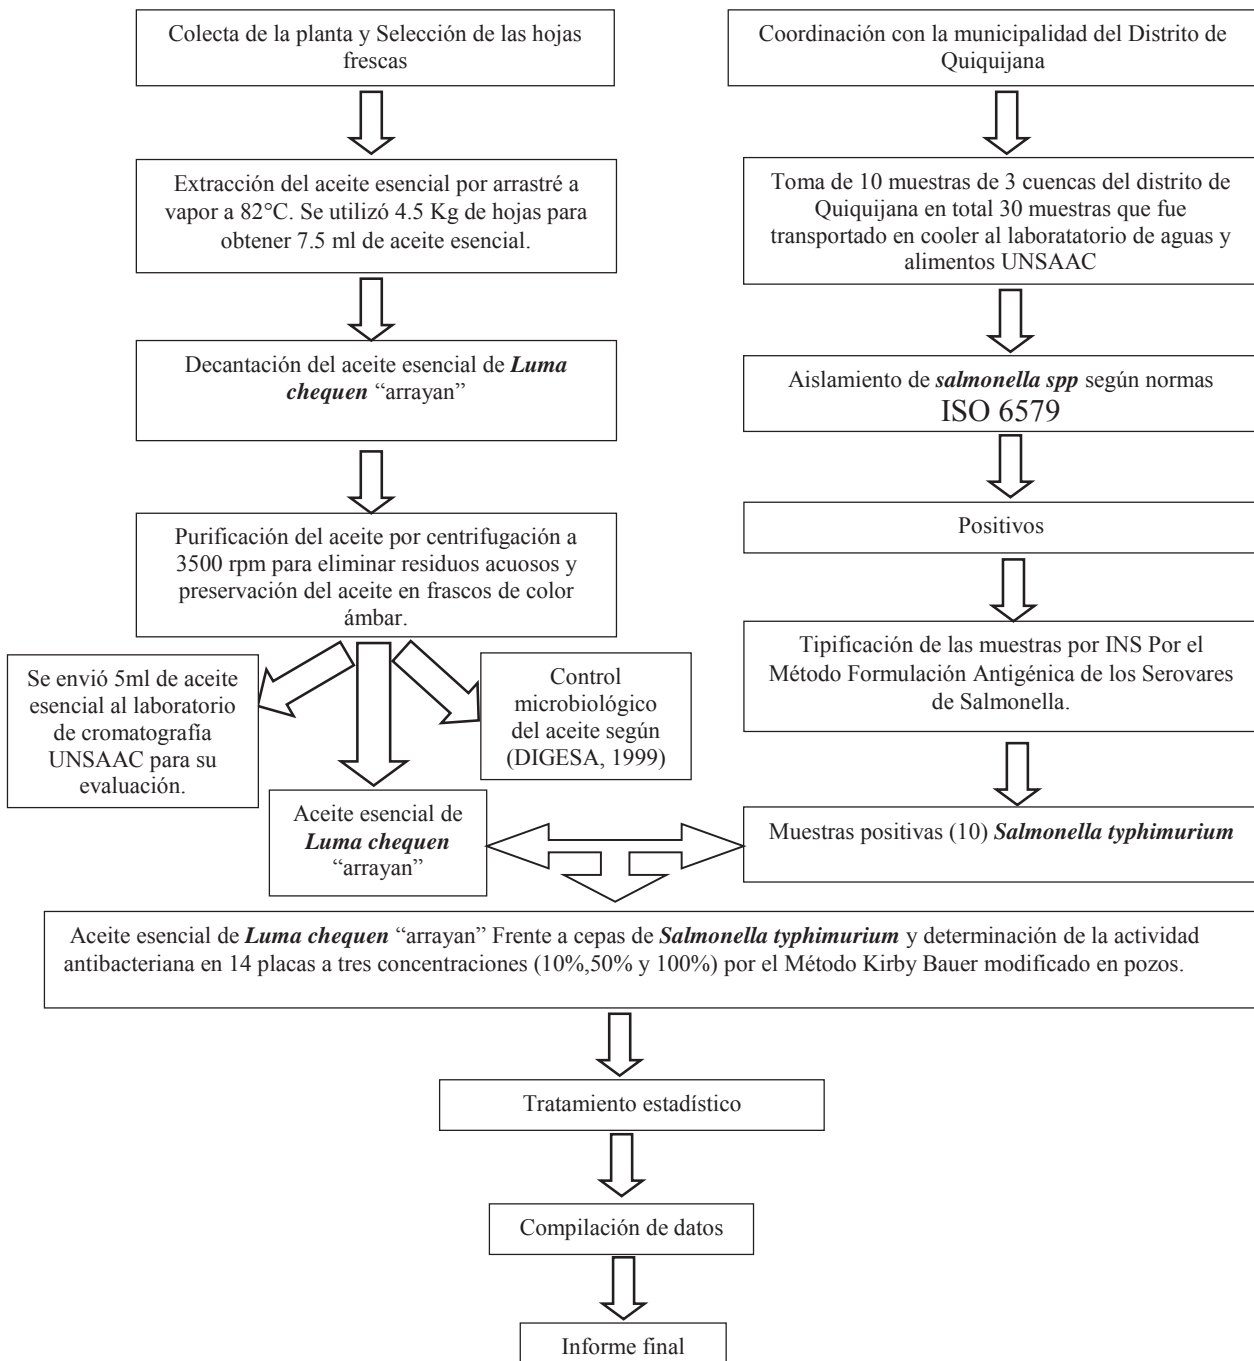 Colecta de la planta y Selección de las hojas
frescas
Coordinación con la municipalidad del Distrito de
Quiquijana
Extracción del aceite esencial por arrastré a
vapor a 82°C. Se utilizó 4.5 Kg de hojas para
obtener 7.5 ml de aceite esencial.
Toma de 10 muestras de 3 cuencas del distrito de
Quiquijana en total 30 muestras que fue
transportado en cooler al laboratatorio de aguas y
alimentos UNSAAC
Decantación del aceite esencial de Luma
chequen “arrayan”
Aislamiento de salmonella spp según normas
ISO 6579
Purificación del aceite por centrifugación a
3500 rpm para eliminar residuos acuosos y
preservación del aceite en frascos de color
ámbar.
Positivos
Tipificación de las muestras por INS Por el
Método Formulación Antigénica de los Serovares
de Salmonella.
Se envió 5ml de aceite
esencial al laboratorio
de cromatografía
UNSAAC para su
evaluación.
Control
microbiológico
del aceite según
(DIGESA, 1999)
Aceite esencial de
Luma chequen
“arrayan”
Muestras positivas (10) Salmonella typhimurium
Aceite esencial de Luma chequen “arrayan” Frente a cepas de Salmonella typhimurium y determinación de la actividad
antibacteriana en 14 placas a tres concentraciones (10%,50% y 100%) por el Método Kirby Bauer modificado en pozos.
Tratamiento estadístico
Compilación de datos
Informe final